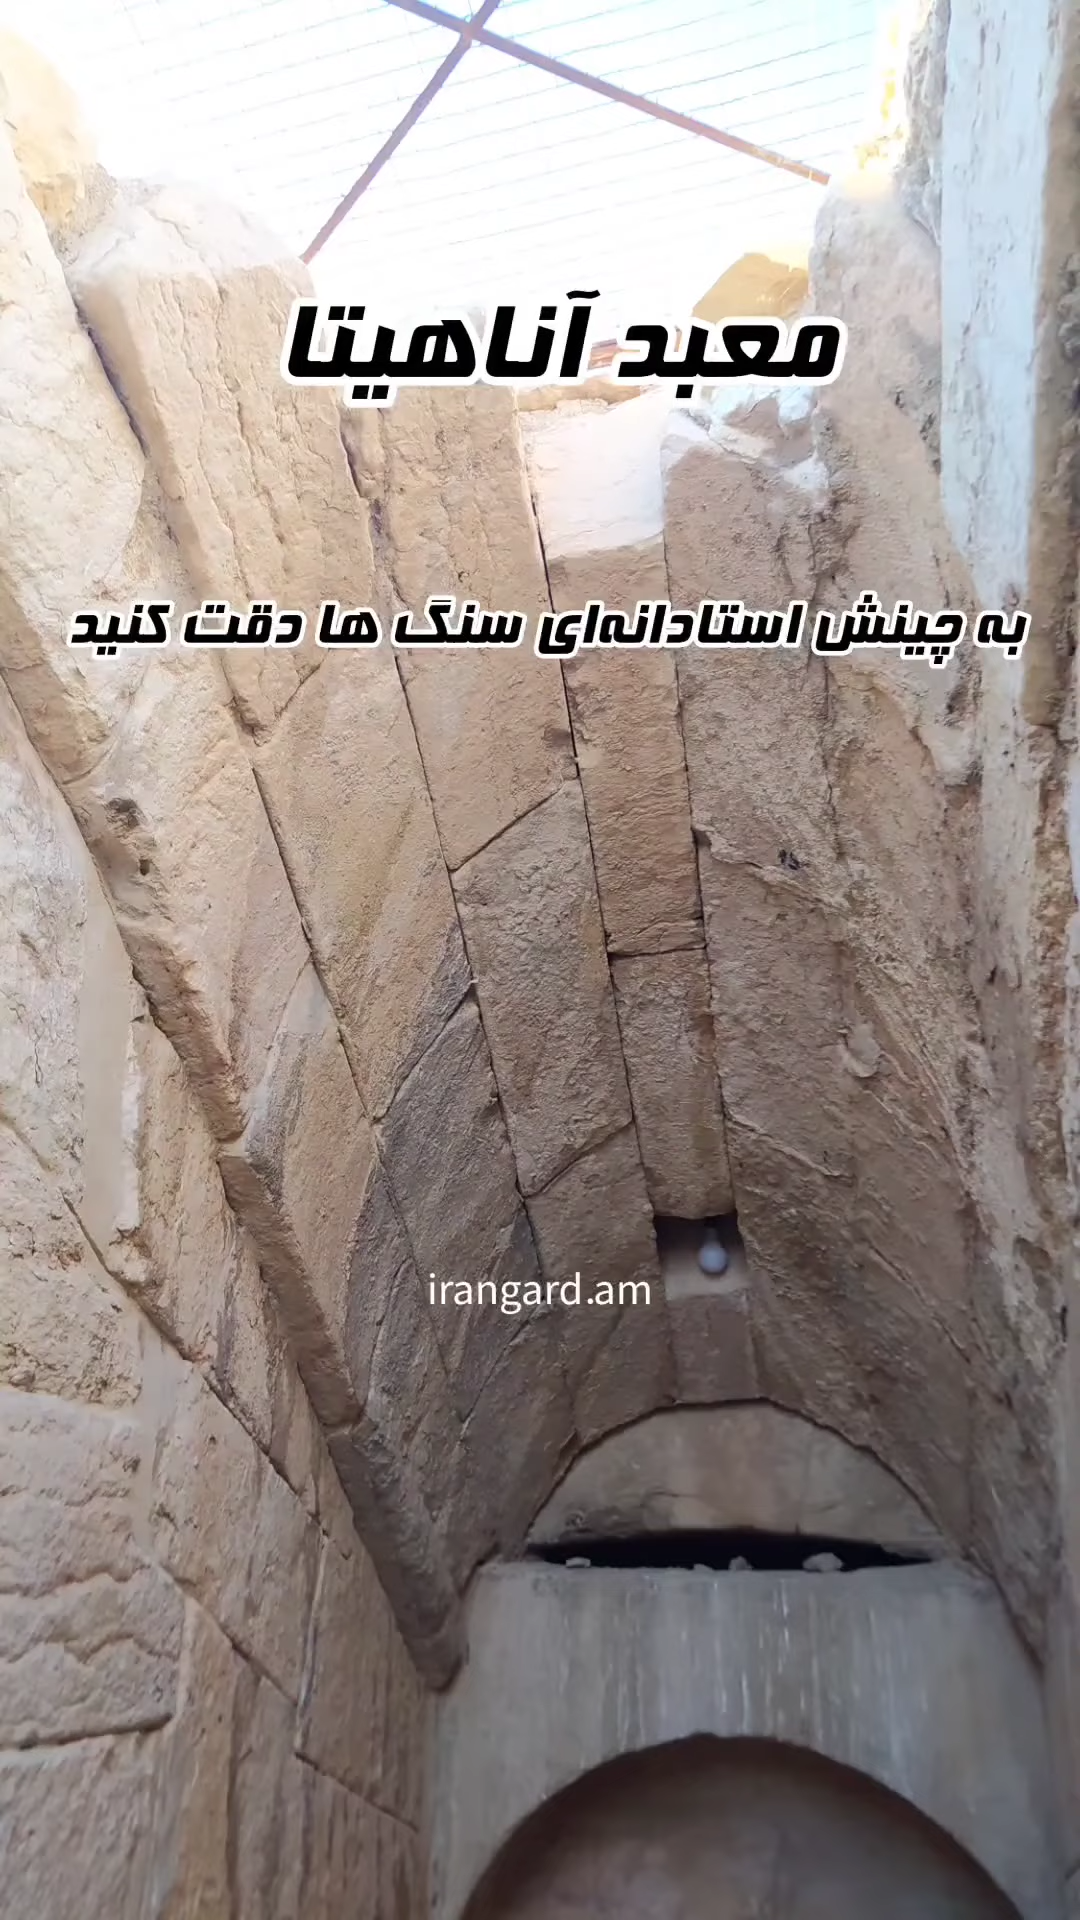 معبد آناهیتا
به چینش استادانه‌ای سنگ ها دقت کنید
irangard.am